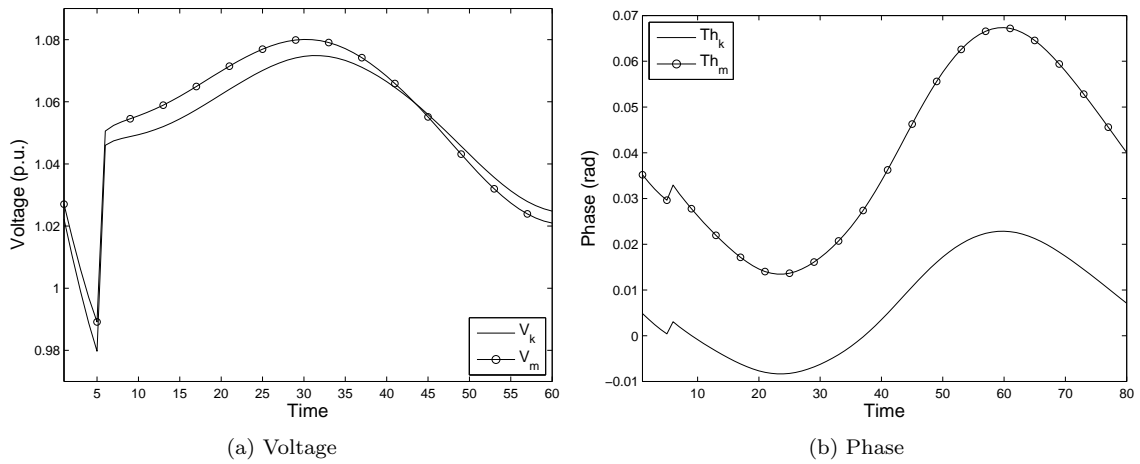 1.08
1.06
1.04
1.02
1
0.98
Voltage (p.u.)
5 10 15 20 25 30 35 40 45 50 55 60
Time
V_k
V_m
(a) Voltage
0.07
0.06
0.05
0.04
0.03
0.02
0.01
0
−0.01
Phase (rad)
Th_k
Th_m
10 20 30 40 50 60 70 80
Time
(b) Phase